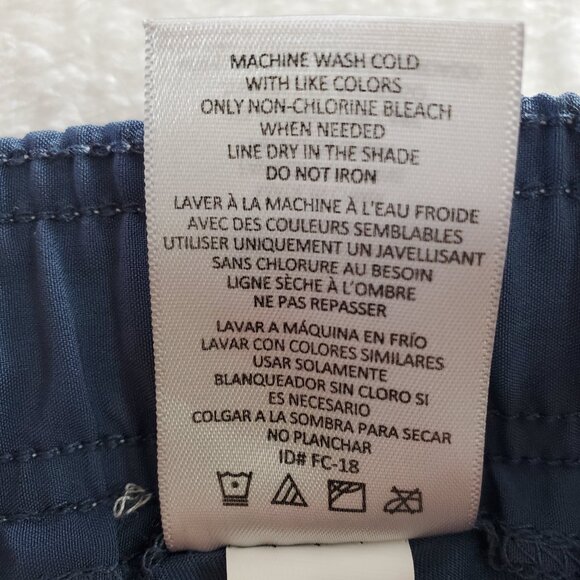 MACHINE WASH COLD
WITH LIKE COLORS
ONLY NON-CHLORINE BLEACH
WHEN NEEDED
LINE DRY IN THE SHADE
DO NOT IRON
LAVER À LA MACHINE À L'EAU FROIDE
AVEC DES COULEURS SEMBLABLES
UTILISER UNIQUEMENT UN JAVELLISANT
SANS CHLORURE AU BESOIN
LIGNE SÈCHE À L'OMBRE
NE PAS REPASSER
LAVAR A MÁQUINA EN FRÍO
LAVAR CON COLORES SIMILARES
USAR SOLAMENTE
BLANQUEADOR SIN CLORO SI
ES NECESARIO
COLGAR A LA SOMBRA PARA SECAR
NO PLANCHAR
ID# FC-18